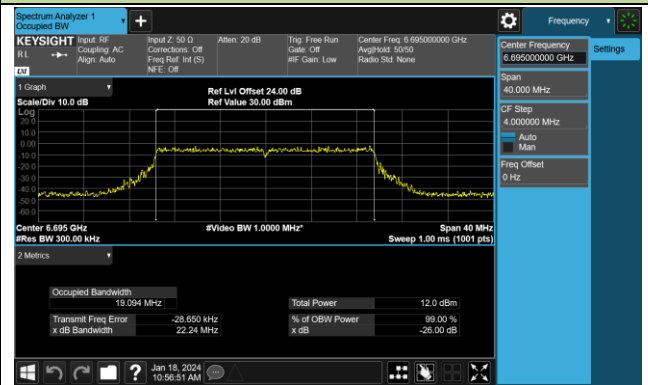 Spectrum Analyzer 1
Occupied BW
Frequency
KEYSIGHT
RL
Input: RF
Coupling: AC
Align: Auto
Input Z: 50 Ω
Corrections: Off
Freq Ref: Int (S)
NFE: Off
Atten: 20 dB
Trig: Free Run
Gate: Off
#IF Gain: Low
Center Freq: 6.695000000 GHz
Avg|Hold: 50/50
Radio Std: None
Center Frequency
6.695000000 GHz
Settings
Span
40.000 MHz
CF Step
4.000000 MHz
Auto
Man
Freq Offset
0 Hz
1 Graph
Scale/Div 10.0 dB
Ref Lvl Offset 24.00 dB
Ref Value 30.00 dBm
Log
20.0
10.0
0.00
-10.0
-20.0
-30.0
-40.0
-50.0
-60.0
Center 6.695 GHz
#Res BW 300.00 kHz
#Video BW 1.0000 MHz*
Span 40 MHz
Sweep 1.00 ms (1001 pts)
2 Metrics
Occupied Bandwidth
19.094 MHz
Total Power 12.0 dBm
Transmit Freq Error -28.650 kHz
% of OBW Power 99.00 %
x dB Bandwidth 22.24 MHz
x dB -26.00 dB
?
Jan 18, 2024
10:56:51 AM